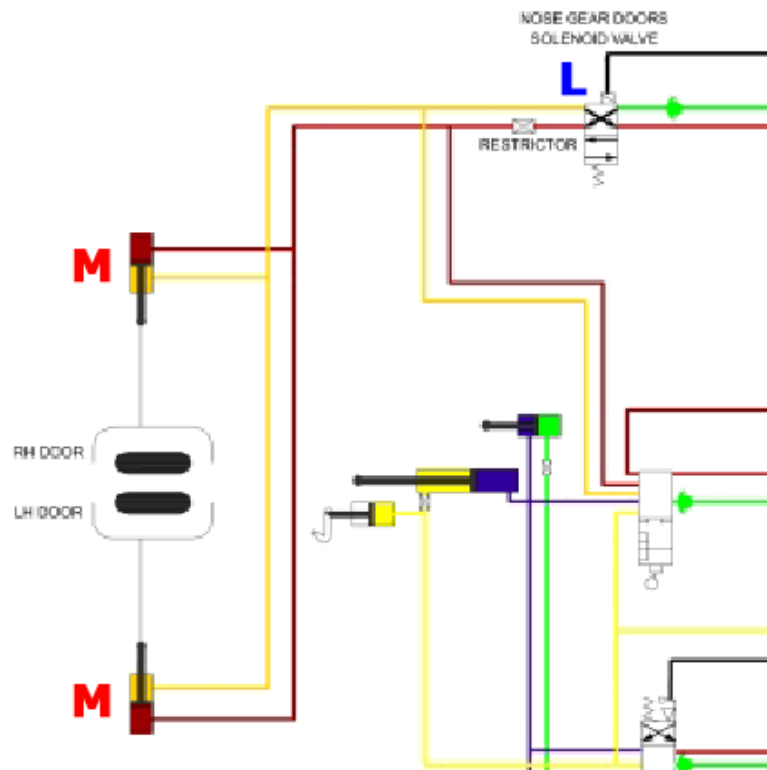 NOSE GEAR DOORS
SOLENOID VALVE
L
RESTRICTOR
M
RH DOOR
LH DOOR
M